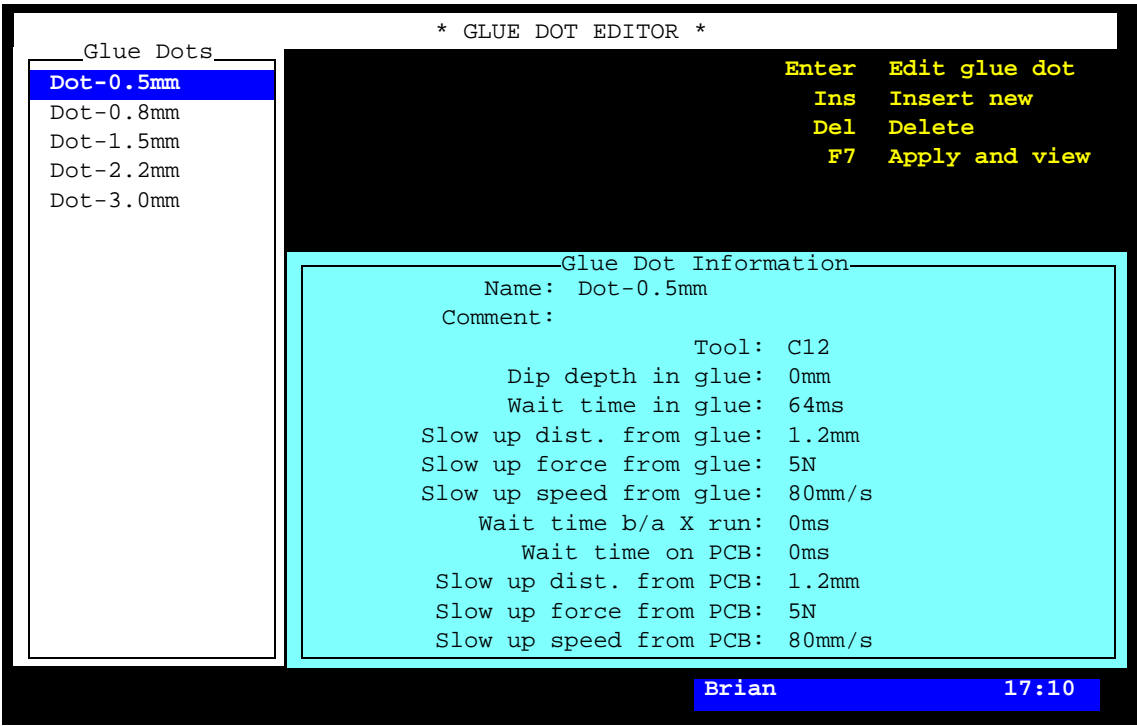 * GLUE DOT EDITOR *
Glue Dots
Dot-0.5mm
Dot-0.8mm
Dot-1.5mm
Dot-2.2mm
Dot-3.0mm
Enter Edit glue dot
Ins Insert new
Del Delete
F7 Apply and view
Glue Dot Information
Name: Dot-0.5mm
Comment:
Tool: C12
Dip depth in glue: 0mm
Wait time in glue: 64ms
Slow up dist. from glue: 1.2mm
Slow up force from glue: 5N
Slow up speed from glue: 80mm/s
Wait time b/a X run: 0ms
Wait time on PCB: 0ms
Slow up dist. from PCB: 1.2mm
Slow up force from PCB: 5N
Slow up speed from PCB: 80mm/s
Brian 17:10